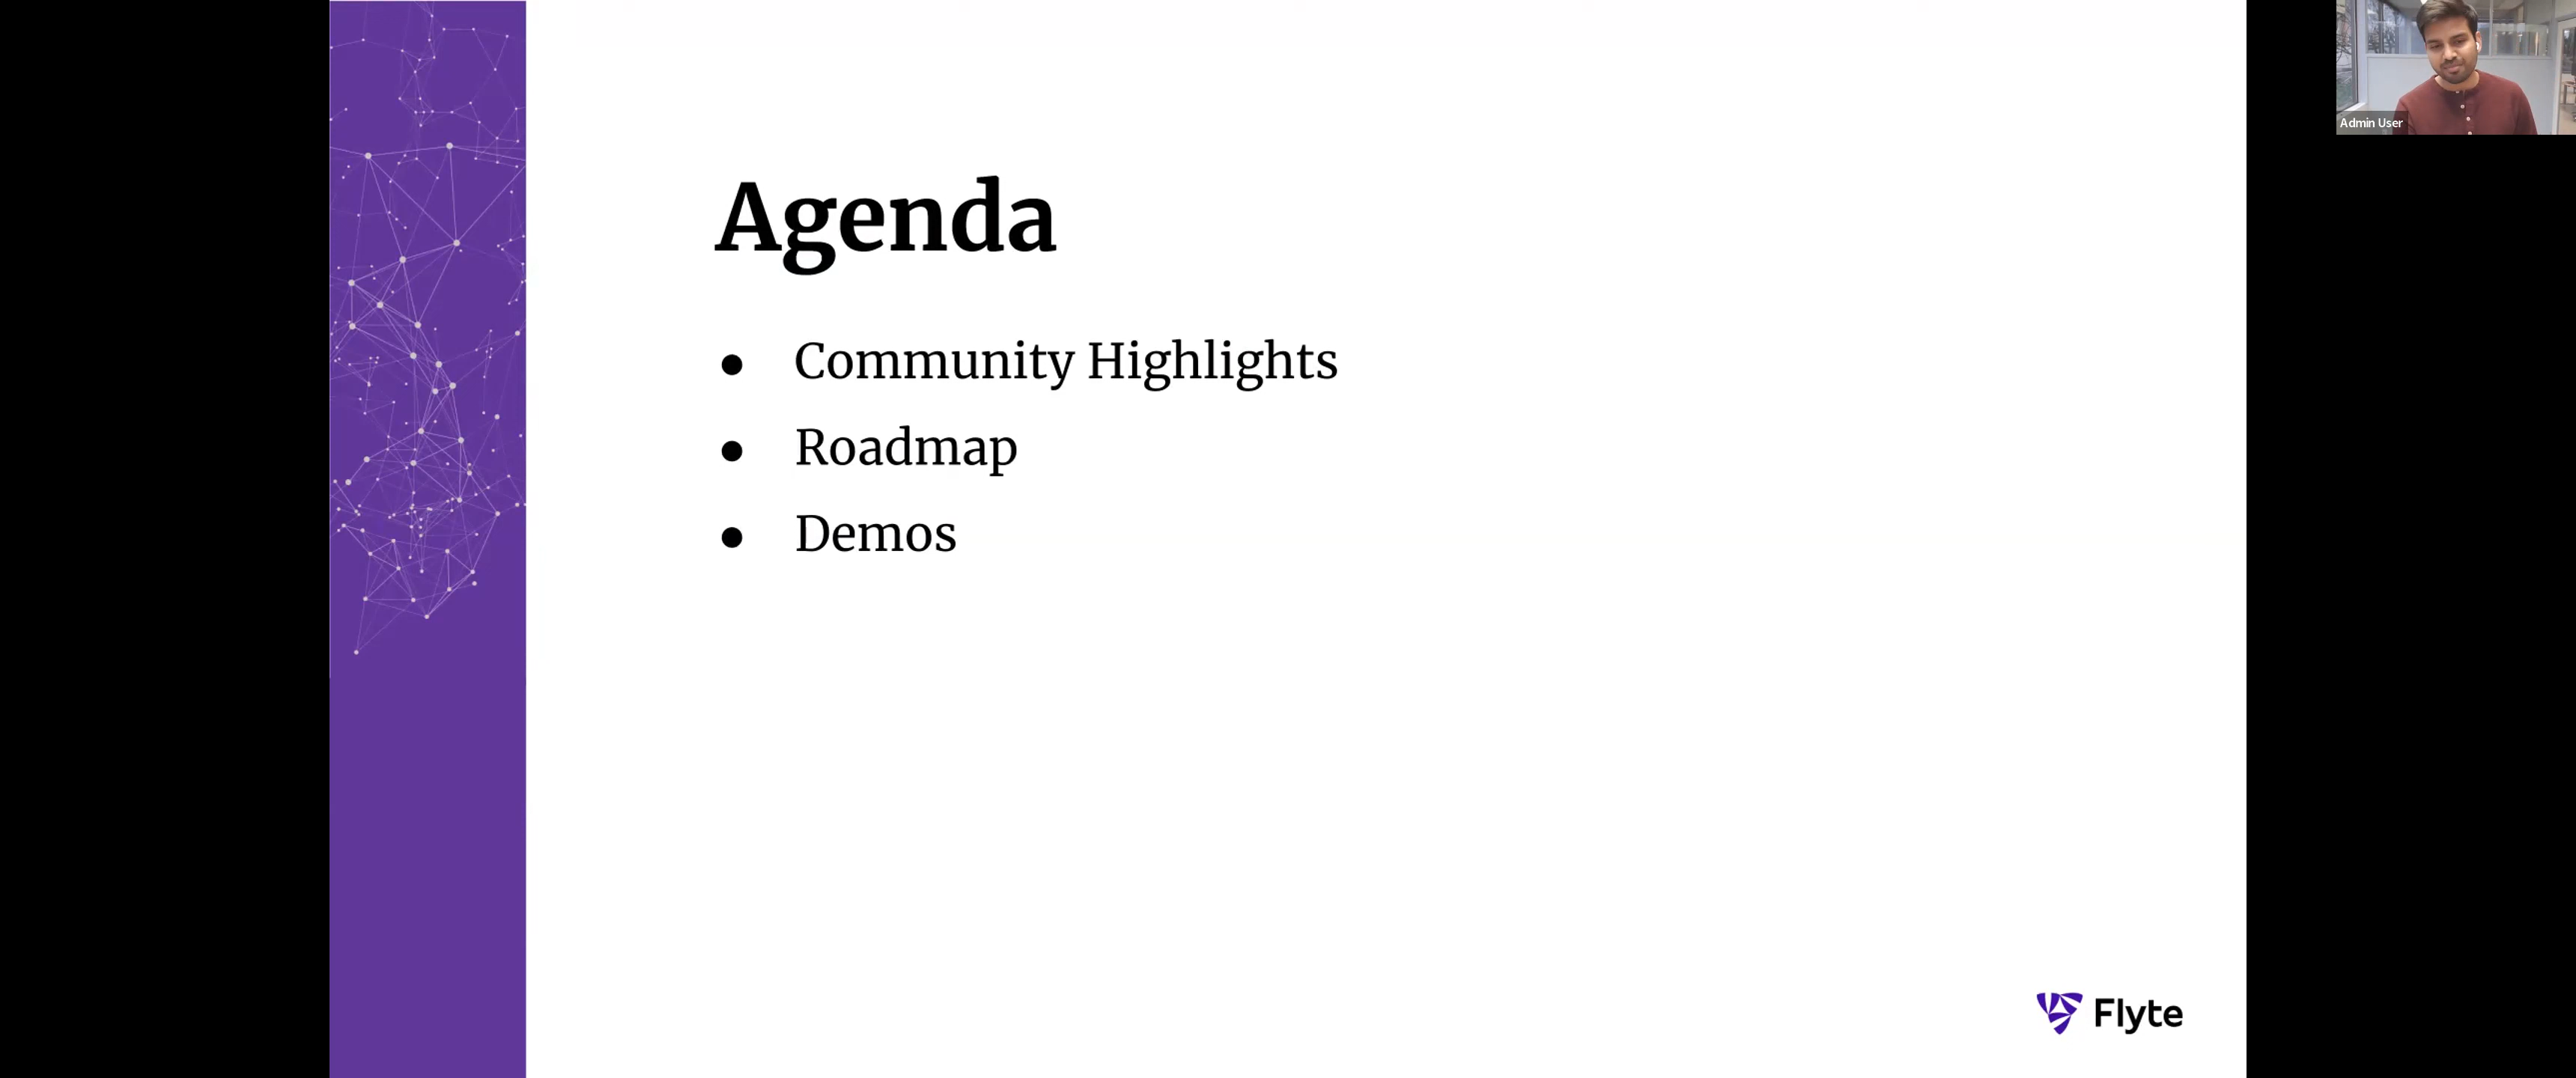 Agenda
● Community Highlights
● Roadmap
● Demos
Flyte
Admin User